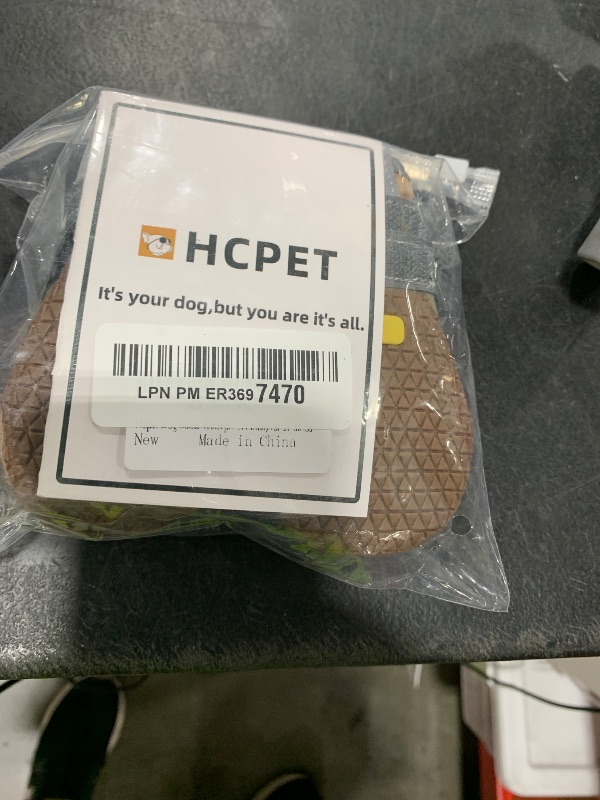 HCPET
It's your dog,but you are it's all.
LPN PM ER3697470
New Made in China